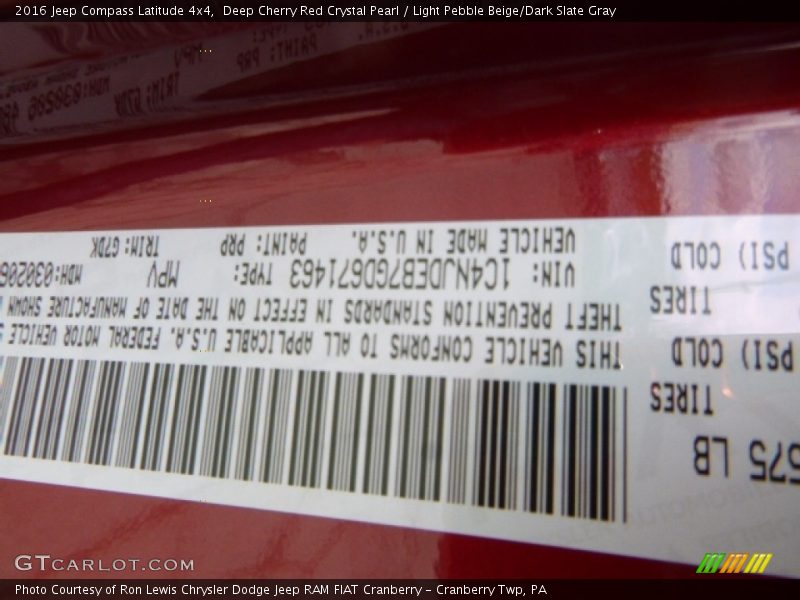 2016 Jeep Compass Latitude 4x4, Deep Cherry Red Crystal Pearl / Light Pebble Beige/Dark Slate Gray
LB
TIRES
PSI) COLD
TIRES
PSI) COLD
THIS VEHICLE CONFORMS TO ALL APPLICABLE U.S.A. FEDERAL MOTOR VEHICLE
THEFT PREVENTION STANDARDS IN EFFECT ON THE DATE OF MANUFACTURE SHOWN
VIN: 1C4NJDEB7GD671463 TYPE: MPV MDH:030206
VEHICLE MADE IN U.S.A. PAINT: PRP TRIM: G7DK
GTCARLOT.COM
Photo Courtesy of Ron Lewis Chrysler Dodge Jeep RAM FIAT Cranberry - Cranberry Twp, PA